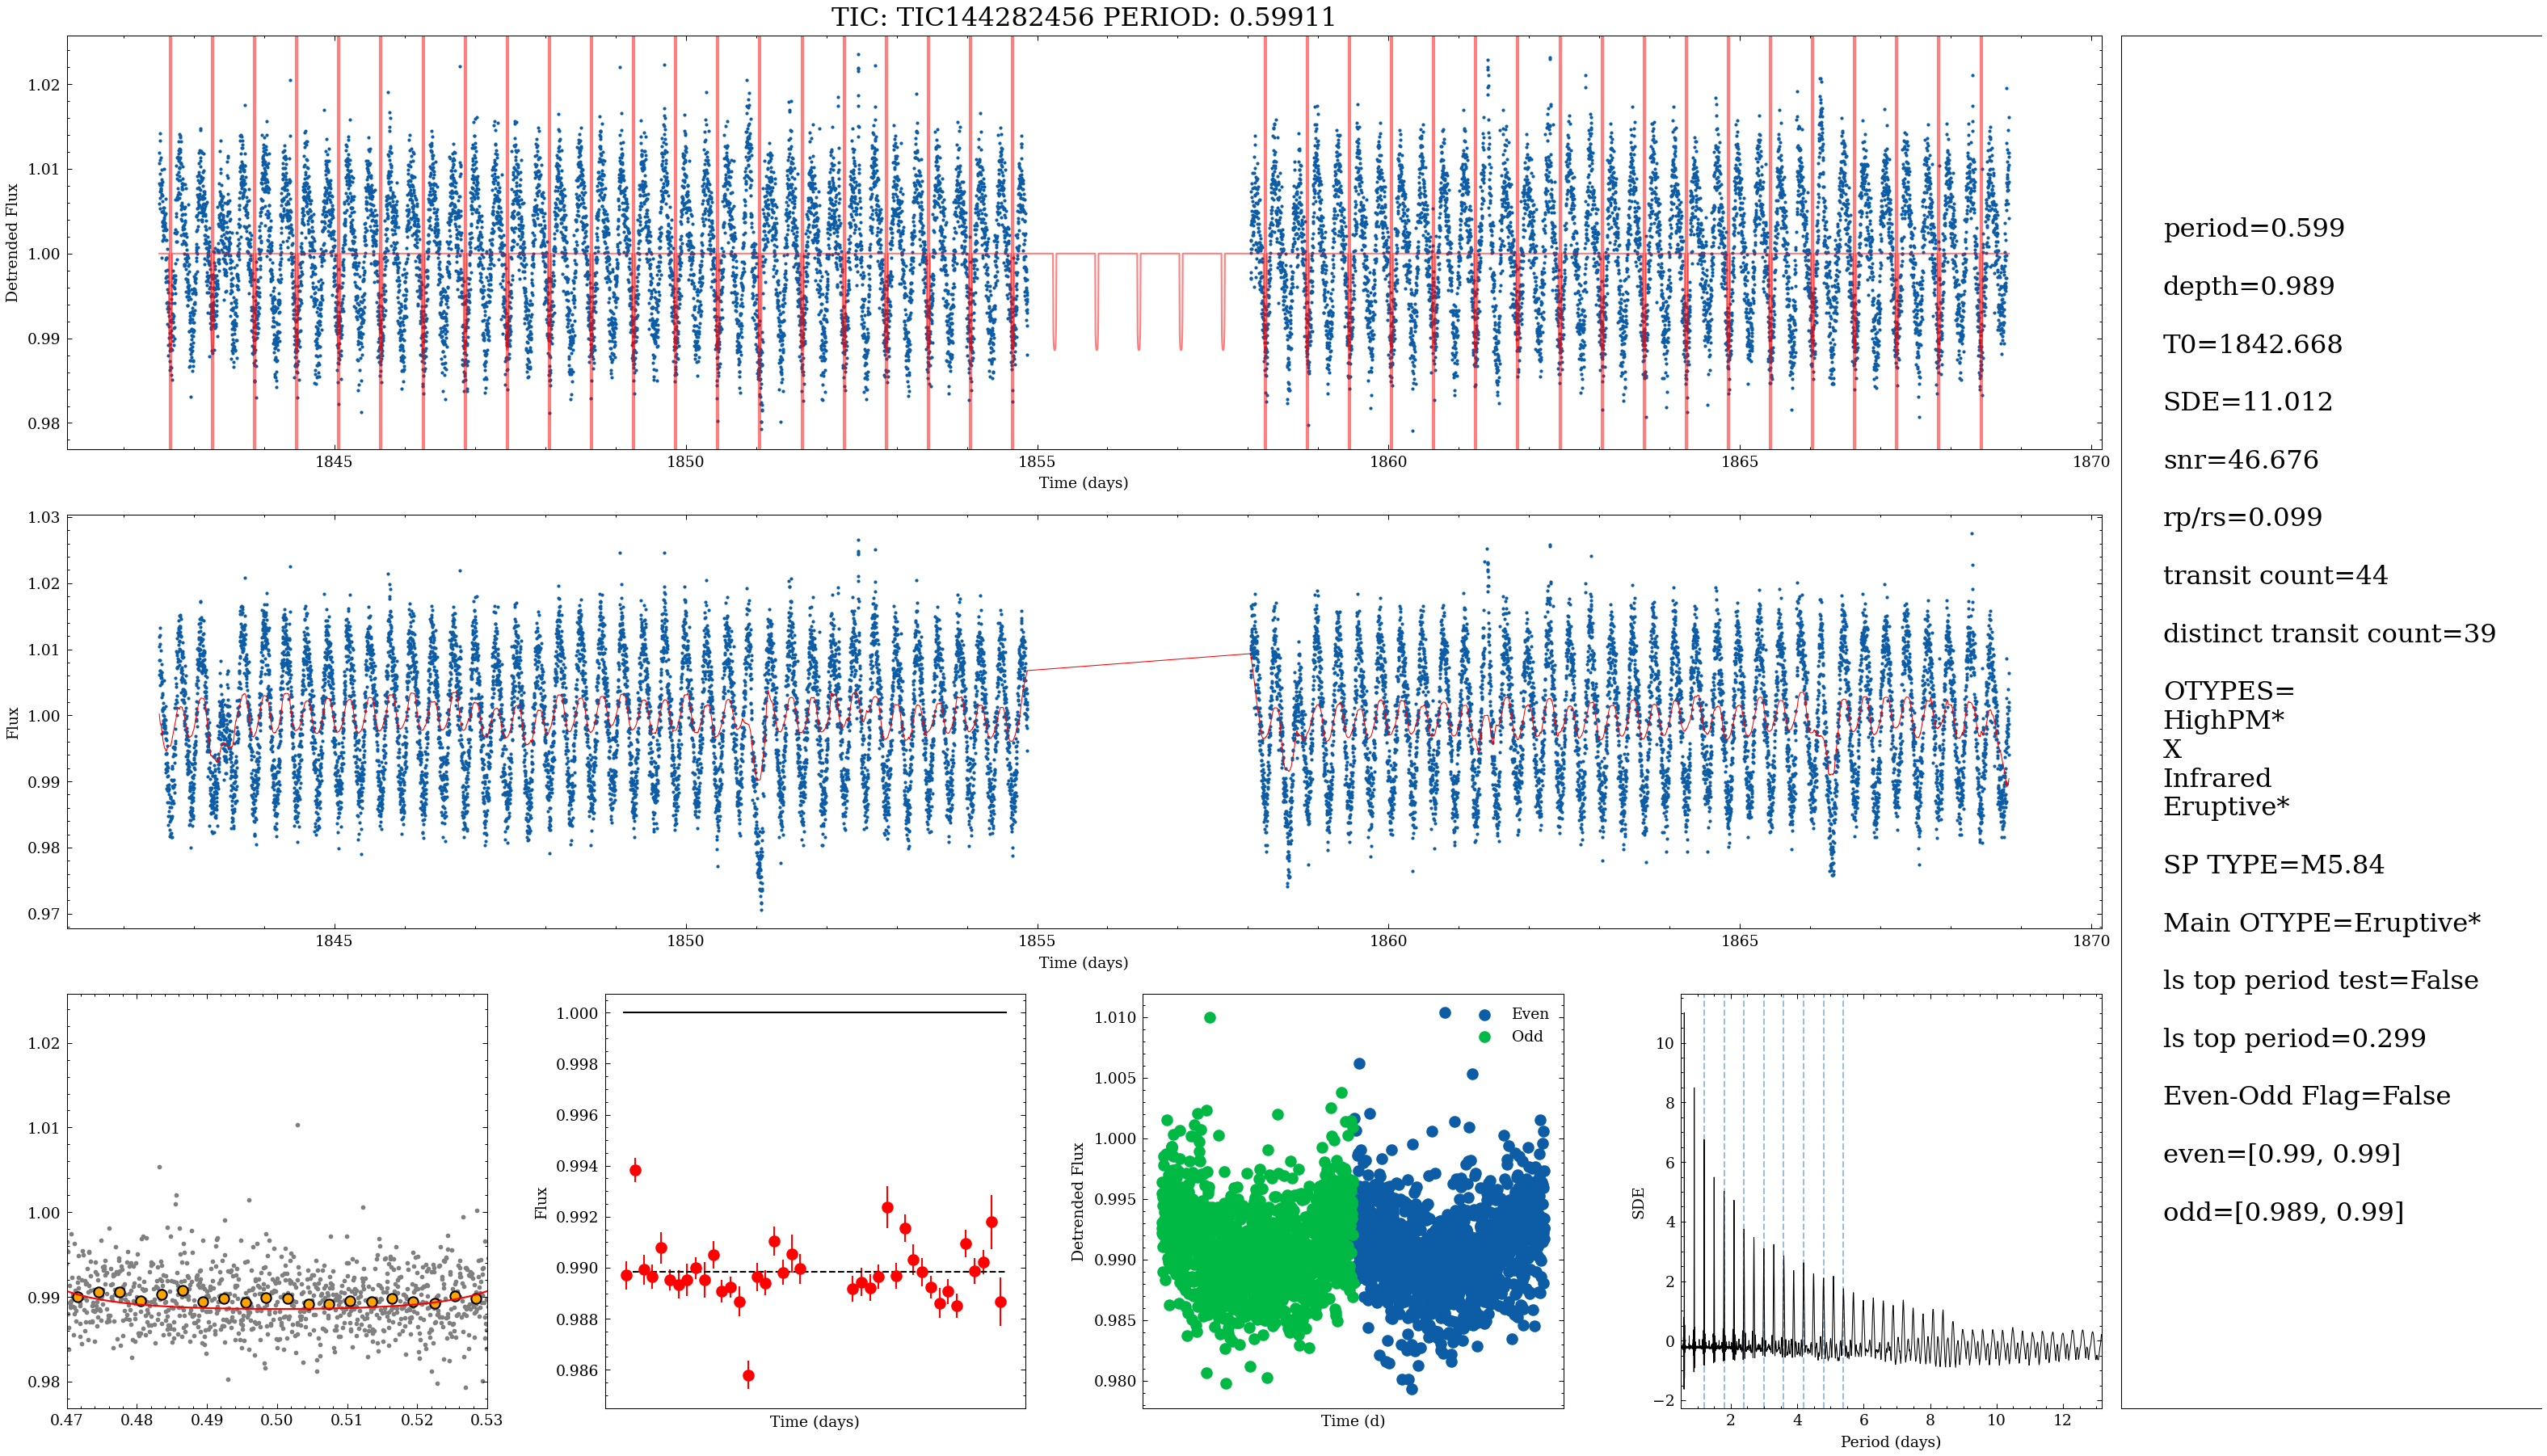 TIC: TIC144282456 PERIOD: 0.59911
1.02
1.01
1.00
0.99
0.98
Detrended Flux
1845
1850
1855
1860
1865
1870
Time (days)
1.03
1.02
1.01
1.00
0.99
0.98
0.97
Flux
1845
1850
1855
1860
1865
1870
Time (days)
1.02
1.01
1.00
0.99
0.98
0.47
0.48
0.49
0.50
0.51
0.52
0.53
1.000
0.998
0.996
0.994
0.992
0.990
0.988
0.986
Flux
Time (days)
1.010
1.005
1.000
0.995
0.990
0.985
0.980
Detrended Flux
Even
Odd
Time (d)
10
8
6
4
2
0
−2
SDE
2
4
6
8
10
12
Period (days)
period=0.599
depth=0.989
T0=1842.668
SDE=11.012
snr=46.676
rp/rs=0.099
transit count=44
distinct transit count=39
OTYPES=
HighPM*
X
Infrared
Eruptive*
SP TYPE=M5.84
Main OTYPE=Eruptive*
ls top period test=False
ls top period=0.299
Even-Odd Flag=False
even=[0.99, 0.99]
odd=[0.989, 0.99]